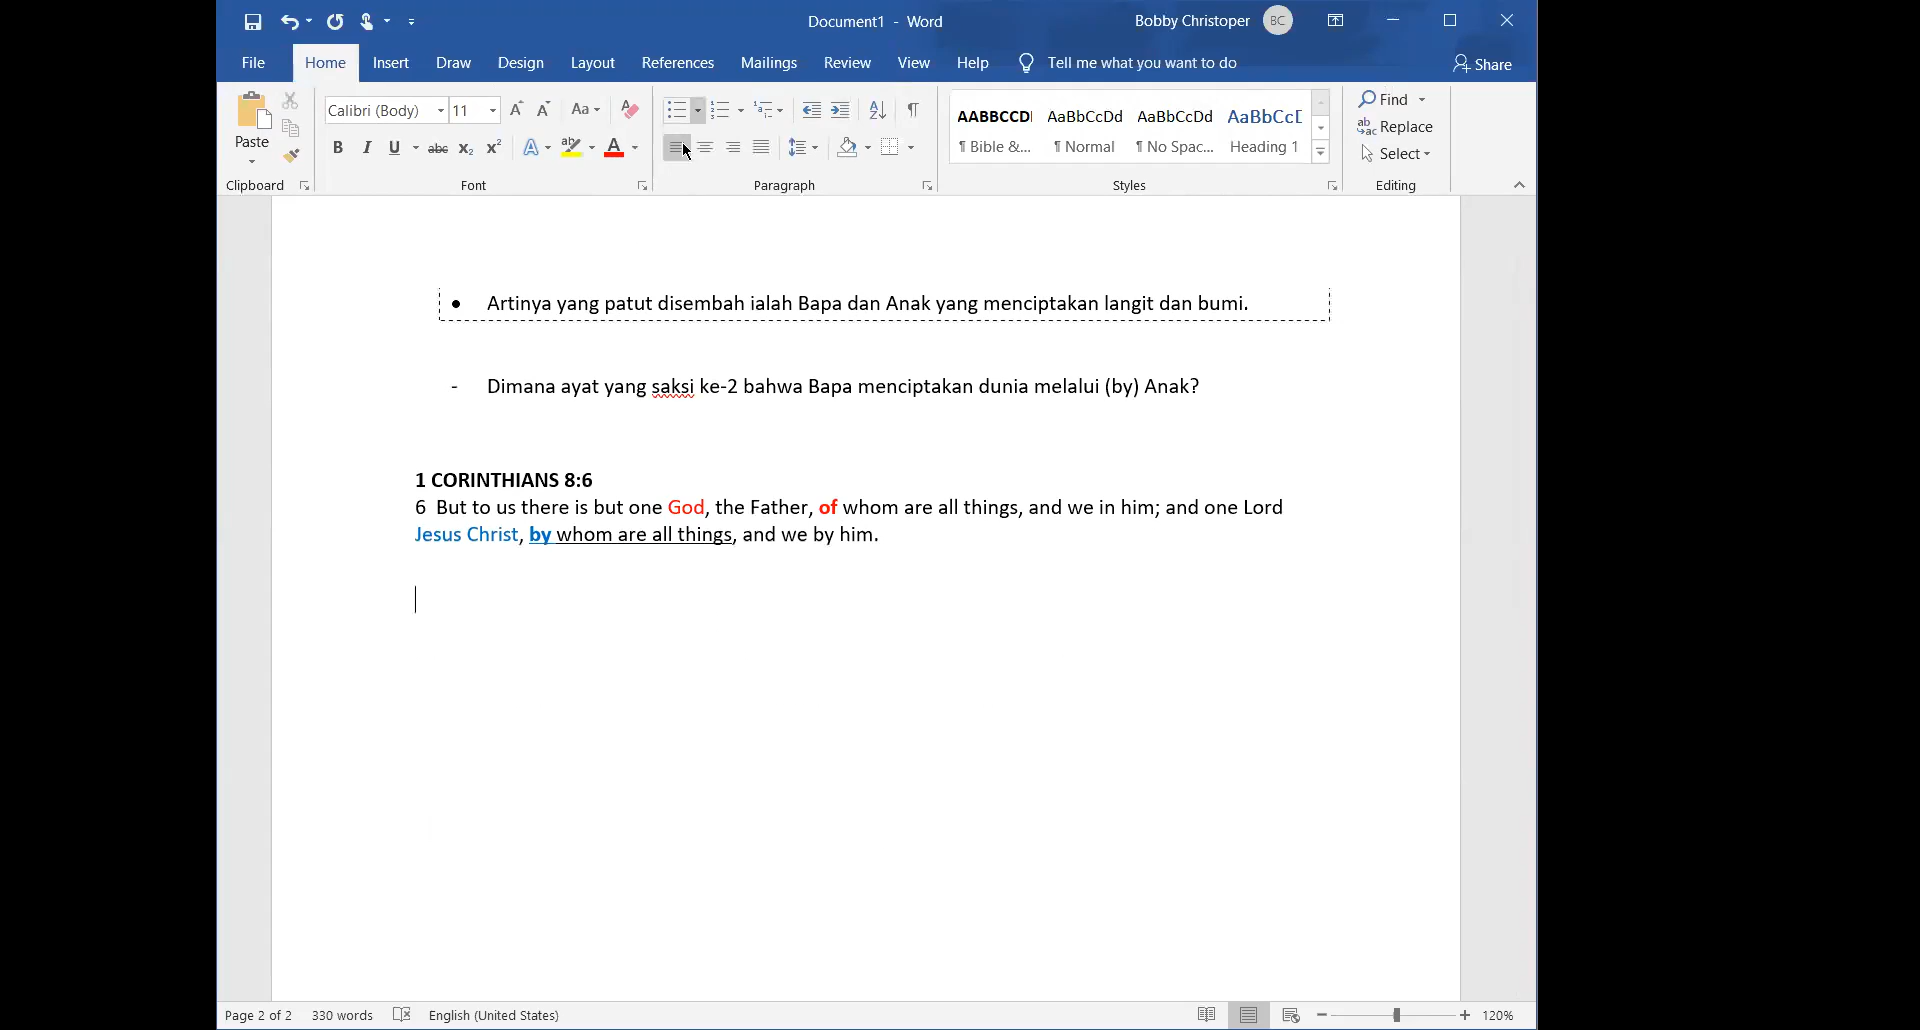 Document1 - Word
Bobby Christoper BC
File Home Insert Draw Design Layout References Mailings Review View Help Tell me what you want to do Share
Paste
Clipboard
Calibri (Body) 11
Font
Paragraph
AABBCCDI AaBbCcDd AaBbCcDd AaBbCcD
¶ Bible &... ¶ Normal ¶ No Spac... Heading 1
Styles
Find
Replace
Select
Editing
• Artinya yang patut disembah ialah Bapa dan Anak yang menciptakan langit dan bumi.
- Dimana ayat yang saksi ke-2 bahwa Bapa menciptakan dunia melalui (by) Anak?
1 CORINTHIANS 8:6
6 But to us there is but one God, the Father, of whom are all things, and we in him; and one Lord
Jesus Christ, by whom are all things, and we by him.
Page 2 of 2 330 words English (United States) 120%